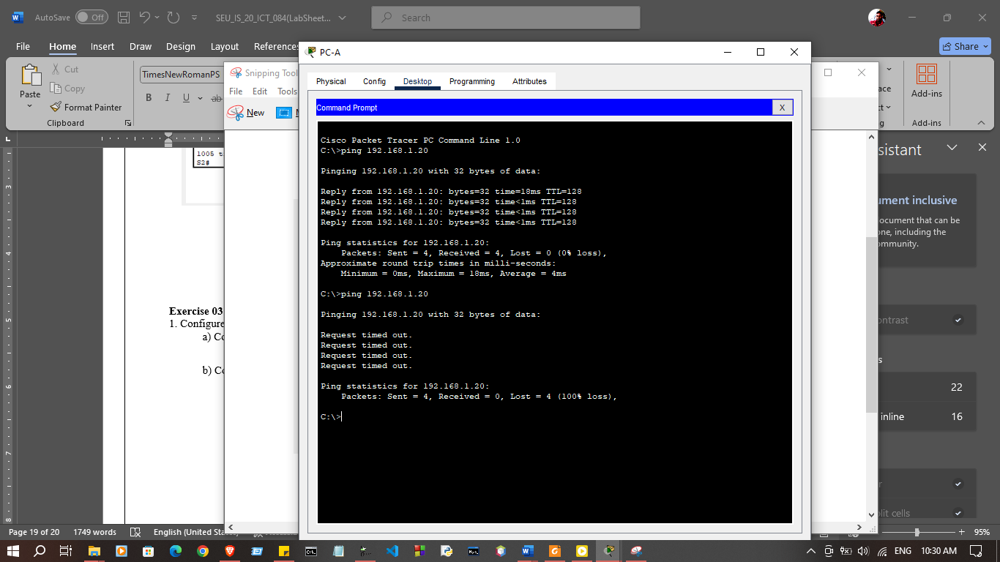 AutoSave
Off
SEU_IS_20_ICT_084(LabSheet...
Search
File
Home
Insert
Draw
Design
Layout
References
Share
Paste
Cut
Copy
Format Painter
Clipboard
TimesNewRomanPS
B I U ab
Add-ins
Add-ins
Snipping Tool
File Edit Tools
New
PC-A
Physical
Config
Desktop
Programming
Attributes
Command Prompt
X
Cisco Packet Tracer PC Command Line 1.0
C:\>ping 192.168.1.20
Pinging 192.168.1.20 with 32 bytes of data:
Reply from 192.168.1.20: bytes=32 time=18ms TTL=128
Reply from 192.168.1.20: bytes=32 time<1ms TTL=128
Reply from 192.168.1.20: bytes=32 time<1ms TTL=128
Reply from 192.168.1.20: bytes=32 time<1ms TTL=128
Ping statistics for 192.168.1.20:
Packets: Sent = 4, Received = 4, Lost = 0 (0% loss),
Approximate round trip times in milli-seconds:
Minimum = 0ms, Maximum = 18ms, Average = 4ms
C:\>ping 192.168.1.20
Pinging 192.168.1.20 with 32 bytes of data:
Request timed out.
Request timed out.
Request timed out.
Request timed out.
Ping statistics for 192.168.1.20:
Packets: Sent = 4, Received = 0, Lost = 4 (100% loss),
C:\>
1005 t
S2#
Exercise 03
1. Configure
a) Co
b) Co
sistant
ument inclusive
ocument that can be
one, including the
mmunity.
ontrast
s
22
inline
16
r
plit cells
Page 19 of 20
1749 words
English (United States
95%
ENG
10:30 AM